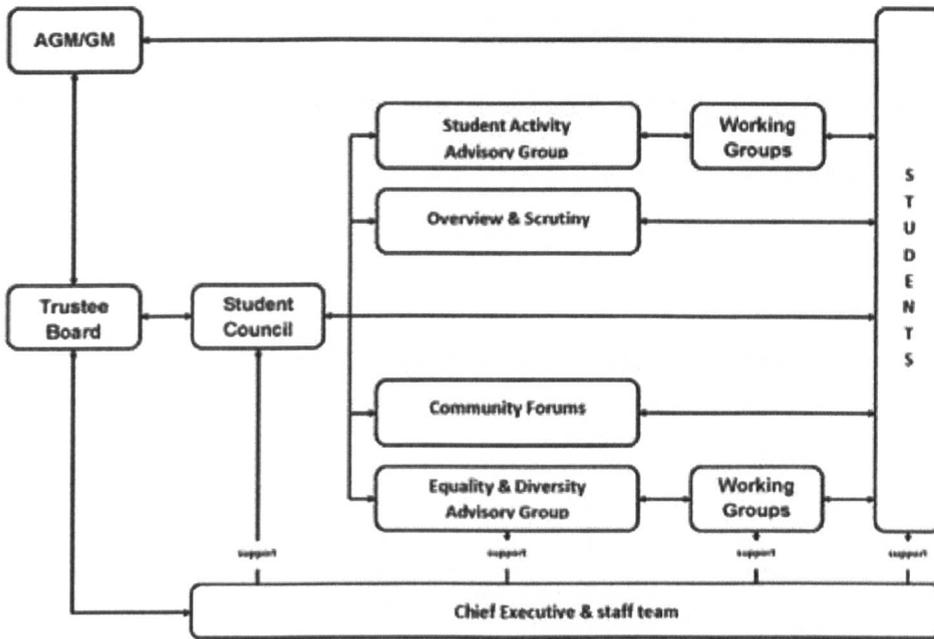 AGM/GM
Student Activity
Advisory Group
Working
Groups
Overview & Scrutiny
STUDENTS
Trustee
Board
Student
Council
Community Forums
Equality & Diversity
Advisory Group
Working
Groups
support
support
support
support
Chief Executive & staff team